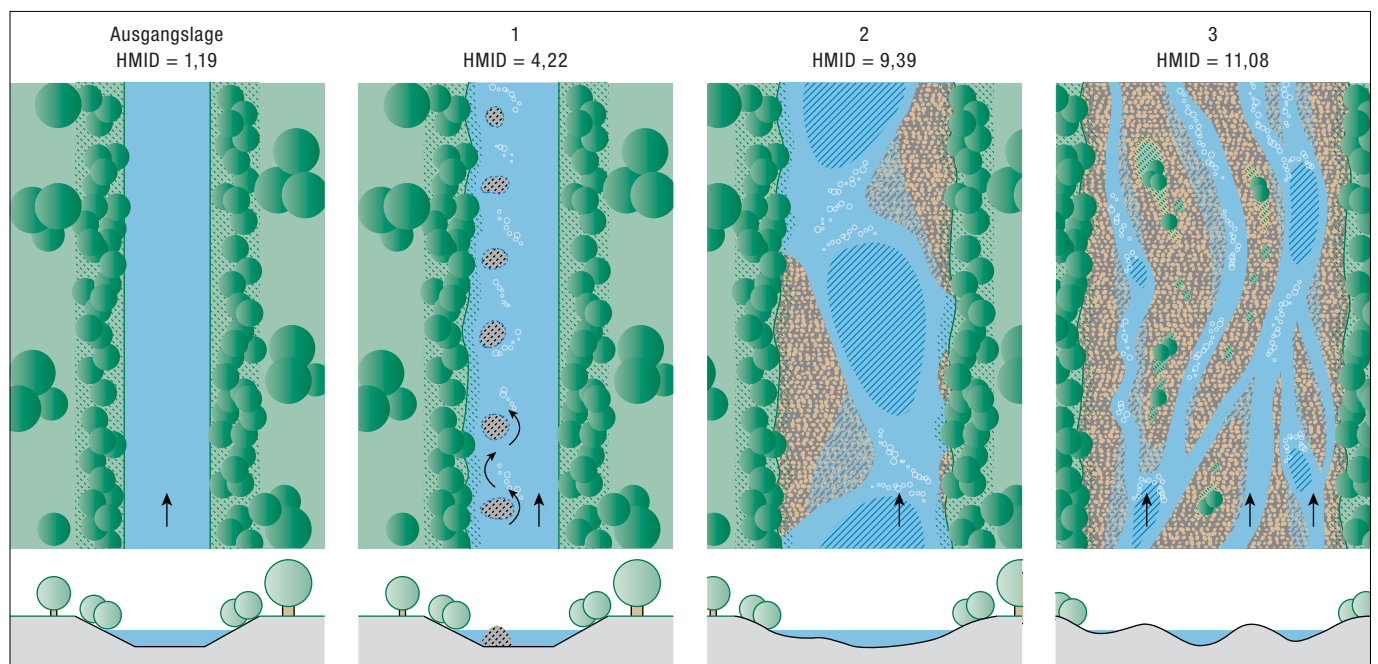 Ausgangslage
HMID = 1,19
1
HMID = 4,22
2
HMID = 9,39
3
HMID = 11,08